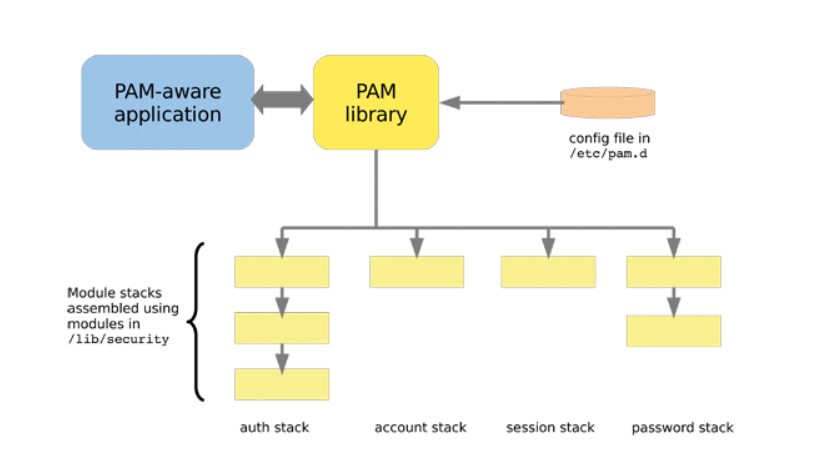 PAM-aware
application
PAM
library
config file in
/etc/pam.d
Module stacks
assembled using
modules in
/lib/security
auth stack
account stack
session stack
password stack